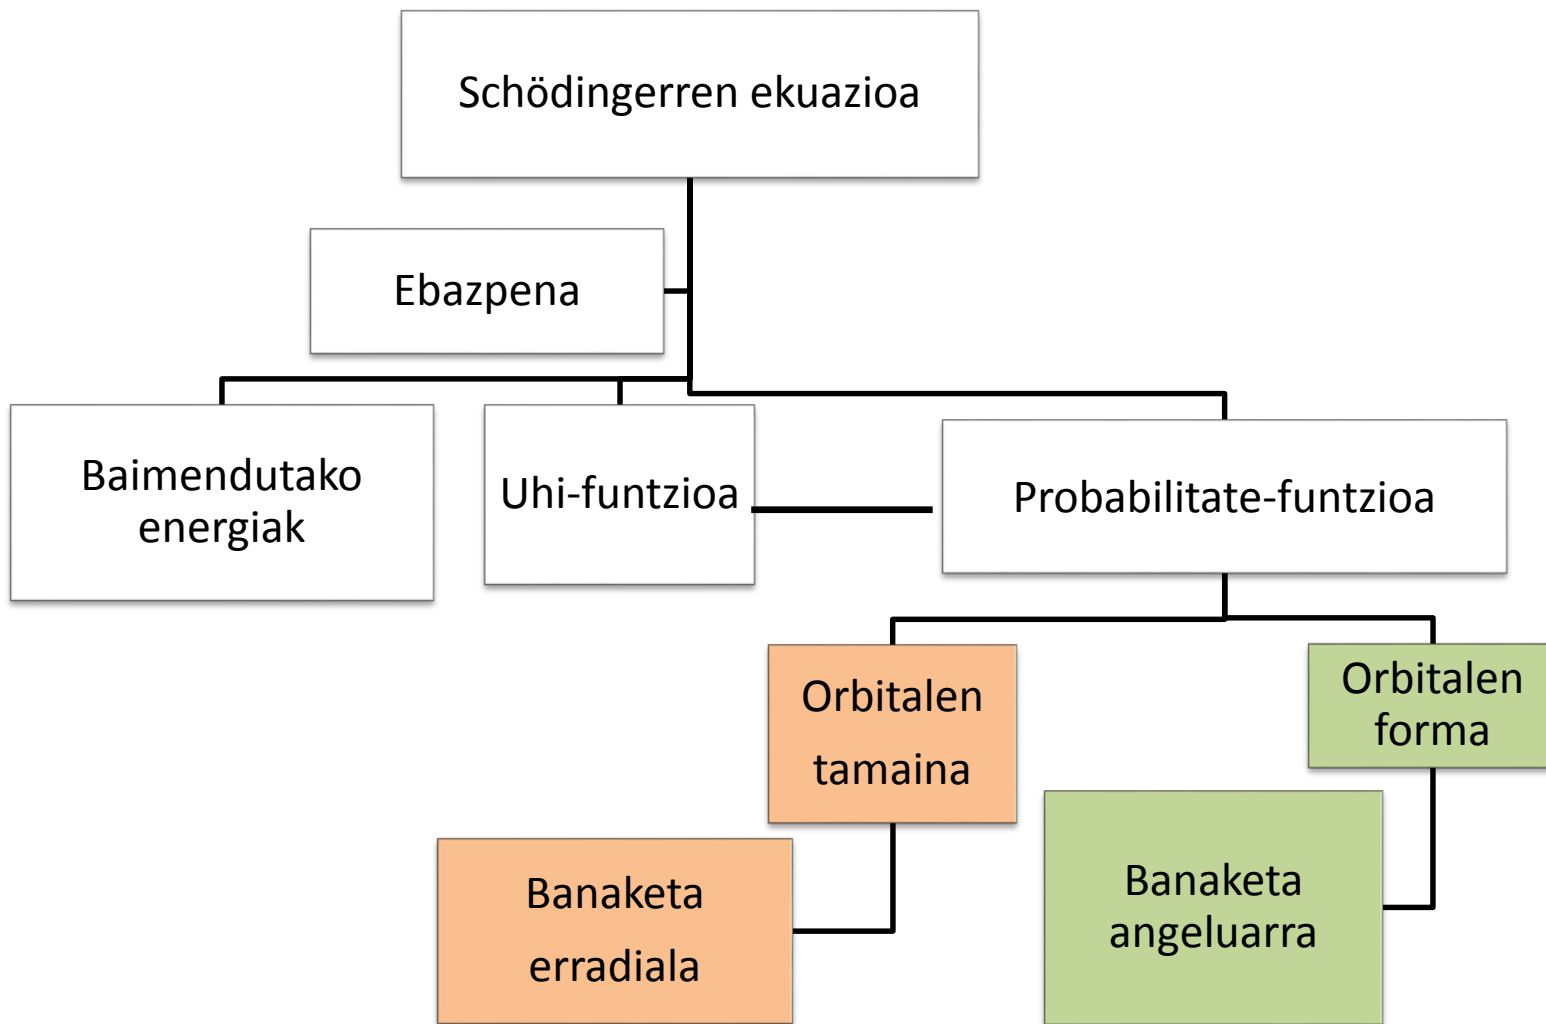 Schödingerren ekuazioa
Ebazpena
Baimendutako
energiak
Uhi-funtzioa
Probabilitate-funtzioa
Orbitalen
tamaina
Orbitalen
forma
Banaketa
erradiala
Banaketa
angeluarra